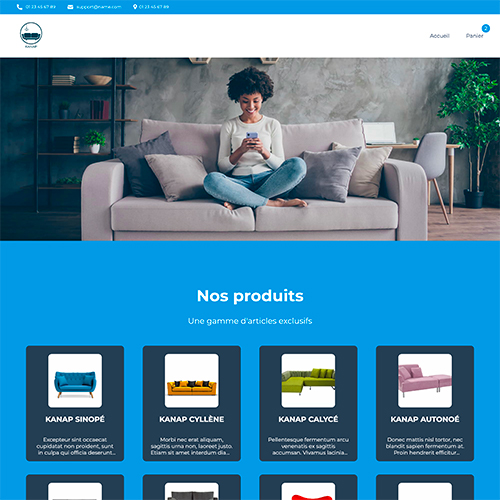 01 23 45 67 89
support@name.com
01 23 45 67 89
KANAP
Accueil
Panier
2
Nos produits
Une gamme d'articles exclusifs
KANAP SINOPÉ
Excepteur sint occaecat
cupidatat non proident, sunt
in culpa qui officia deserunt...
KANAP CYLLÈNE
Morbi nec erat aliquam,
sagittis urna non, laoreet justo.
Etiam sit amet interdum dia...
KANAP CALYCÉ
Pellentesque fermentum arcu
venenatis ex sagittis
accumsan. Vivamus lacinia...
KANAP AUTONOÉ
Donec mattis nisl tortor, nec
blandit sapien fermentum at.
Proin hendrerit efficitur...